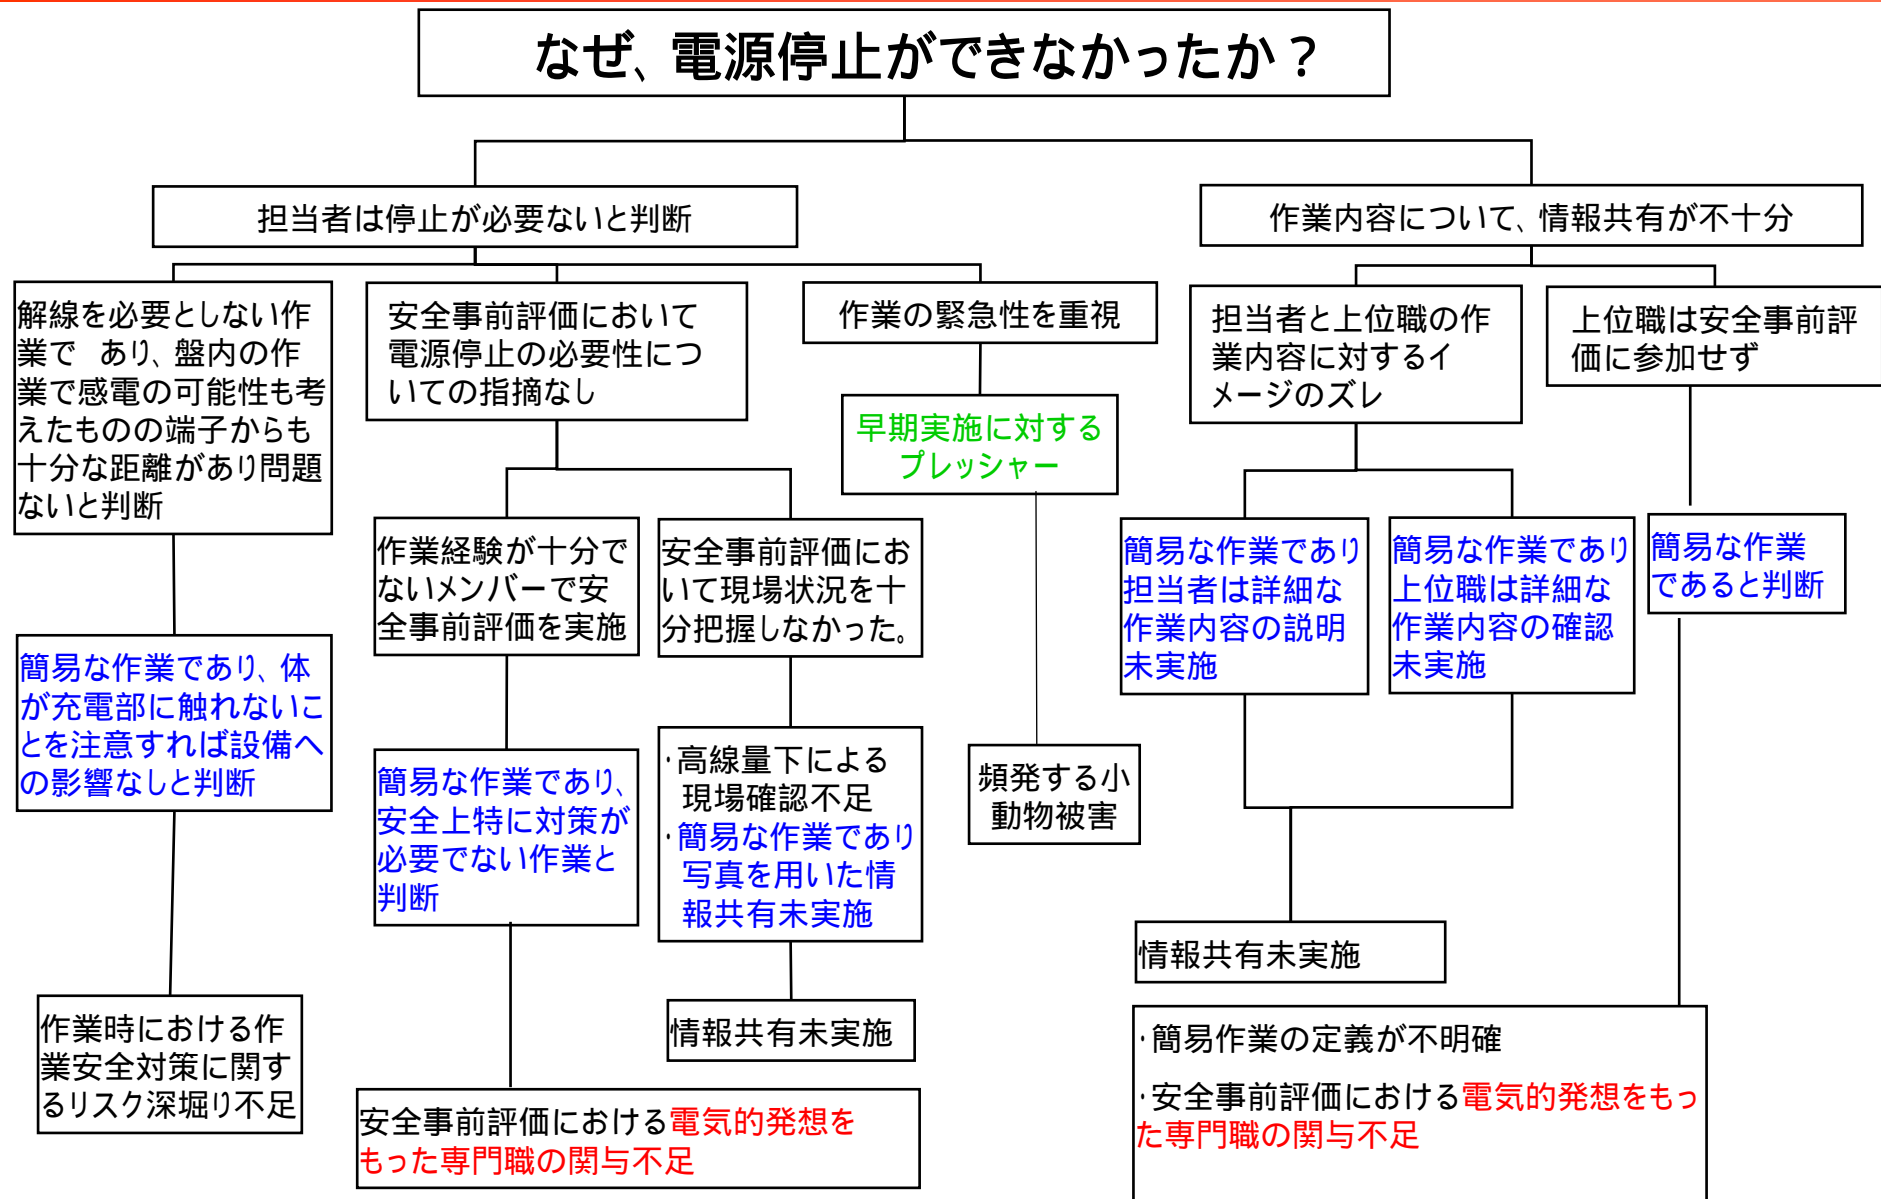 なぜ、電源停止ができなかったか？
担当者は停止が必要ないと判断
作業内容について、情報共有が不十分
解線を必要としない作
業で　あり、盤内の作
業で感電の可能性も考
えたものの端子からも
十分な距離があり問題
ないと判断
安全事前評価において
電源停止の必要性につ
いての指摘なし
作業の緊急性を重視
担当者と上位職の作
業内容に対するイ
メージのズレ
上位職は安全事前評
価に参加せず
早期実施に対する
プレッシャー
作業経験が十分で
ないメンバーで安
全事前評価を実施
安全事前評価にお
いて現場状況を十
分把握しなかった。
簡易な作業であり
担当者は詳細な
作業内容の説明
未実施
簡易な作業であり
上位職は詳細な
作業内容の確認
未実施
簡易な作業
であると判断
簡易な作業であり、体
が充電部に触れないこ
とを注意すれば設備へ
の影響なしと判断
簡易な作業であり、
安全上特に対策が
必要でない作業と
判断
・高線量下による
現場確認不足
・簡易な作業であり
写真を用いた情
報共有未実施
頻発する小
動物被害
情報共有未実施
作業時における作
業安全対策に関す
るリスク深堀り不足
情報共有未実施
・簡易作業の定義が不明確
・安全事前評価における電気的発想をもっ
た専門職の関与不足
安全事前評価における電気的発想を
もった専門職の関与不足